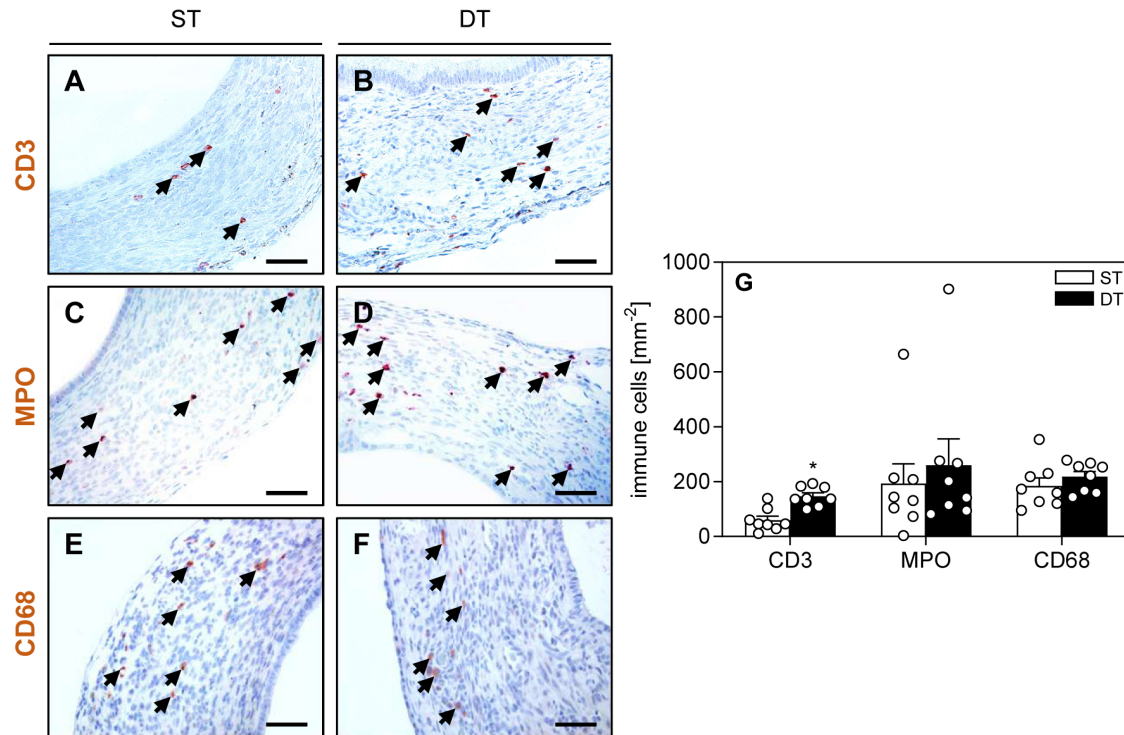 ST DT
A B
CD3
C D
MPO
E F
CD68
G
ST
DT
immune cells [mm⁻²]
1000
800
600
400
200
0
*
CD3 MPO CD68